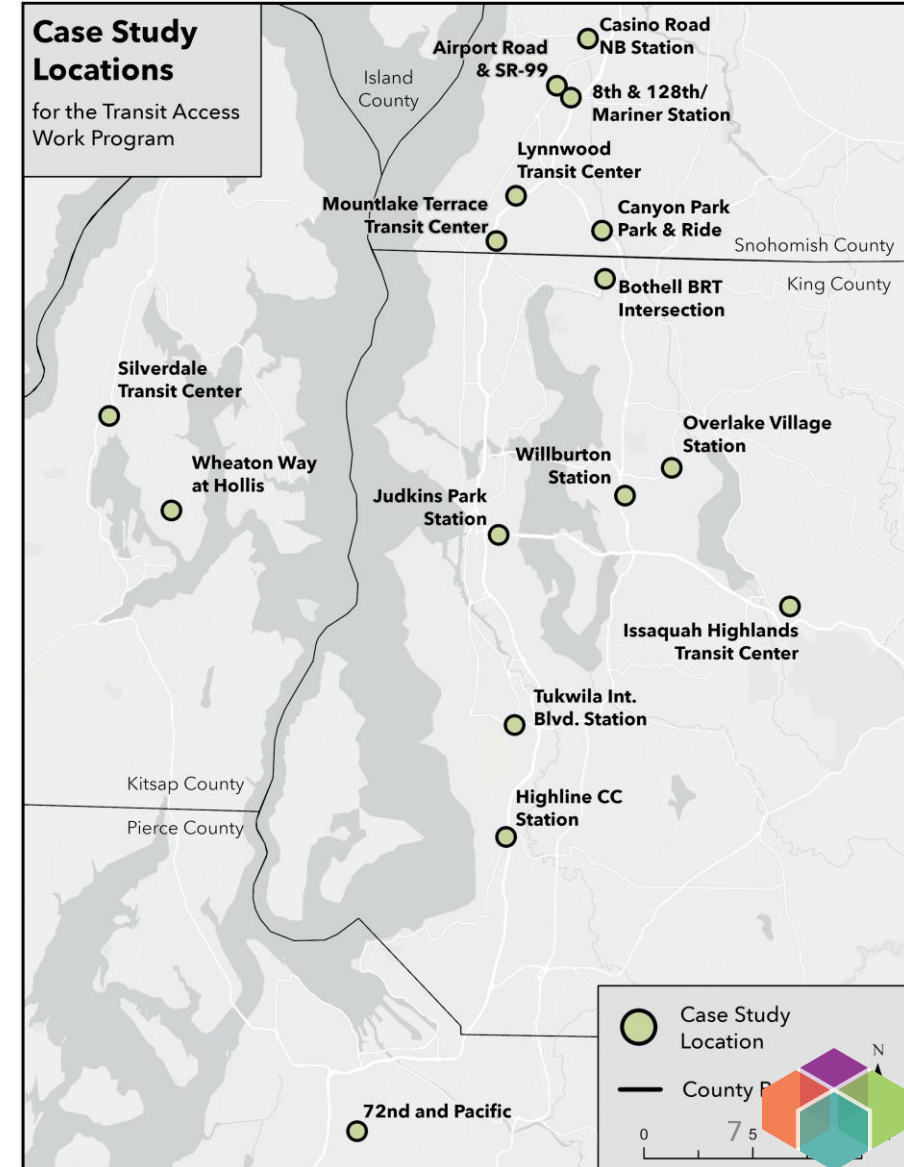 Case Study
Locations
for the Transit Access
Work Program
Island
County
Casino Road
NB Station
Airport Road
& SR-99
8th & 128th/
Mariner Station
Lynnwood
Transit Center
Mountlake Terrace
Transit Center
Canyon Park
Park & Ride
Snohomish County
King County
Bothell BRT
Intersection
Silverdale
Transit Center
Wheaton Way
at Hollis
Overlake Village
Station
Willburton
Station
Judkins Park
Station
Issaquah Highlands
Transit Center
Tukwila Int.
Blvd. Station
Kitsap County
Pierce County
Highline CC
Station
72nd and Pacific
Case Study
Location
N
County
0 5
7